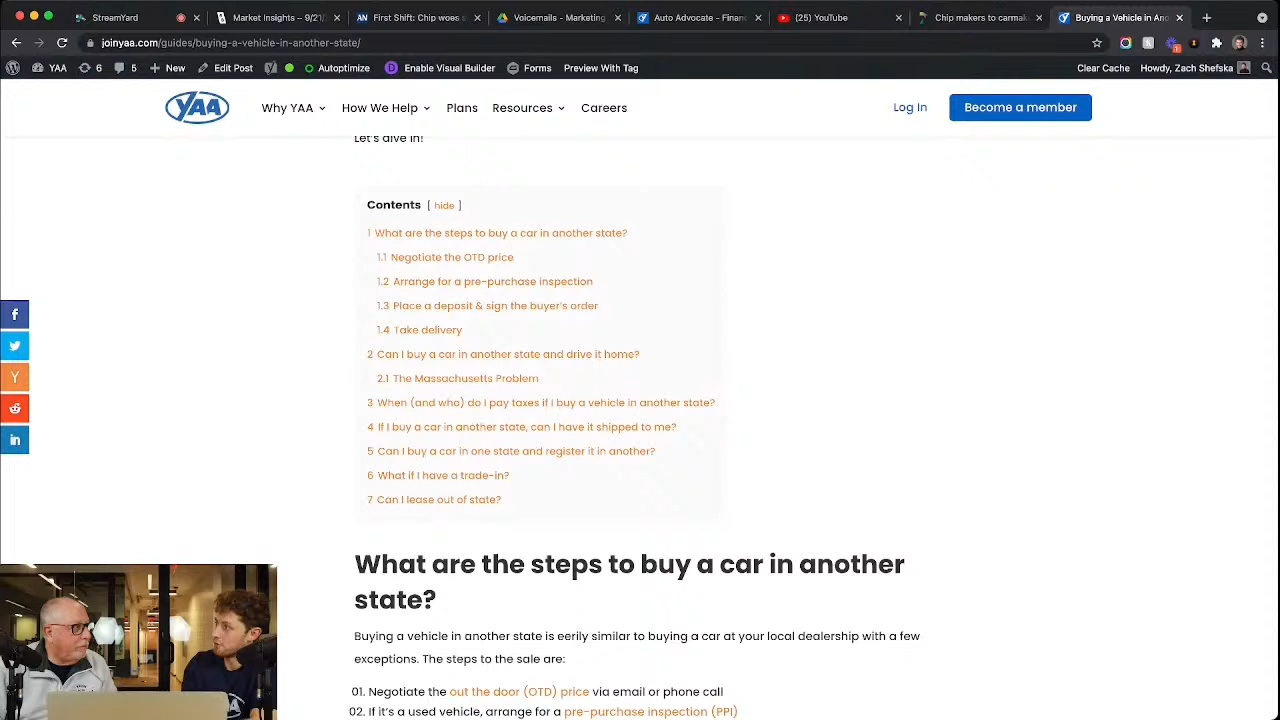 StreamYard
Market Insights – 9/21/
First Shift: Chip woes s
Voicemails - Marketing
Auto Advocate - Finan
(25) YouTube
Chip makers to carmak
Buying a Vehicle in Ano
joinyaa.com/guides/buying-a-vehicle-in-another-state/
YAA
6
5
New
Edit Post
Autoptimize
Enable Visual Builder
Forms
Preview With Tag
Clear Cache
Howdy, Zach Shefska
YAA
Why YAA
How We Help
Plans
Resources
Careers
Log In
Become a member
Let's dive in!
Contents [ hide ]
1 What are the steps to buy a car in another state?
1.1 Negotiate the OTD price
1.2 Arrange for a pre-purchase inspection
1.3 Place a deposit & sign the buyer's order
1.4 Take delivery
2 Can I buy a car in another state and drive it home?
2.1 The Massachusetts Problem
3 When (and who) do I pay taxes if I buy a vehicle in another state?
4 If I buy a car in another state, can I have it shipped to me?
5 Can I buy a car in one state and register it in another?
6 What if I have a trade-in?
7 Can I lease out of state?
What are the steps to buy a car in another
state?
Buying a vehicle in another state is eerily similar to buying a car at your local dealership with a few
exceptions. The steps to the sale are:
01. Negotiate the out the door (OTD) price via email or phone call
02. If it's a used vehicle, arrange for a pre-purchase inspection (PPI)